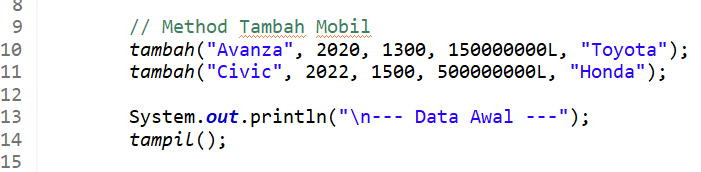 8
9 // Method Tambah Mobil
10 tambah("Avanza", 2020, 1300, 150000000L, "Toyota");
11 tambah("Civic", 2022, 1500, 500000000L, "Honda");
12
13 System.out.println("\n--- Data Awal ---");
14 tampil();
15